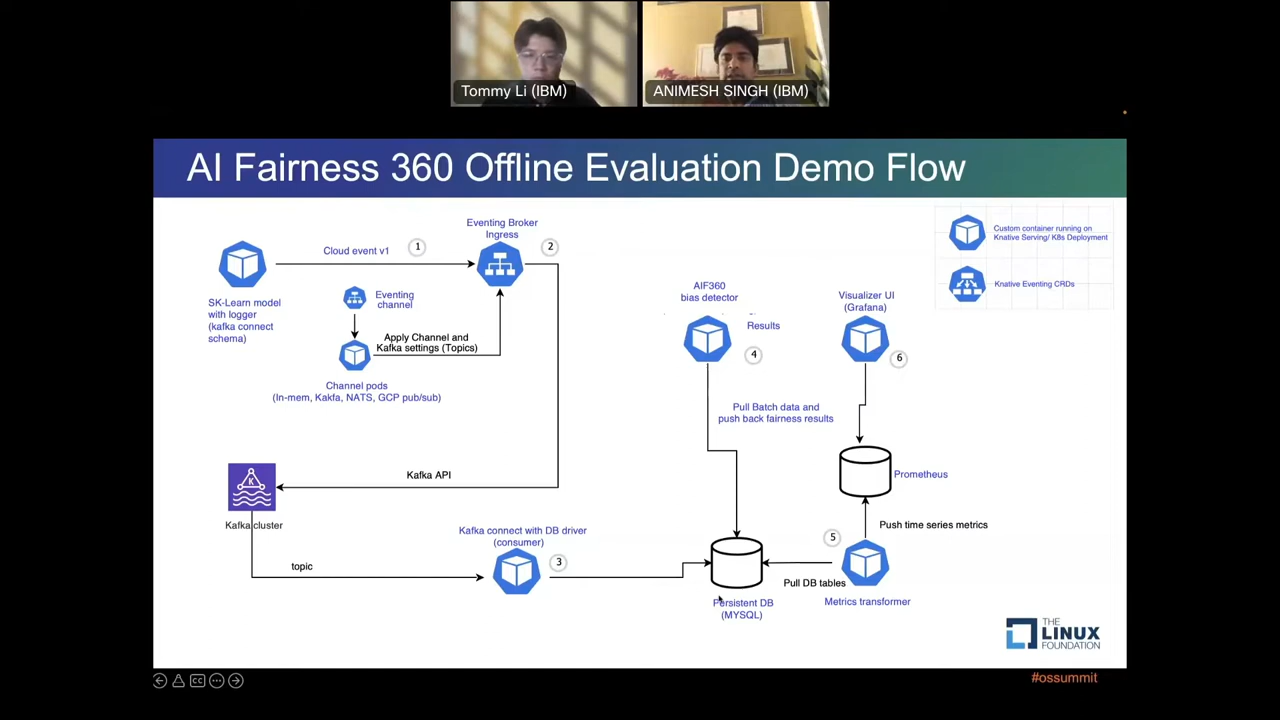 Tommy Li (IBM)
ANIMESH SINGH (IBM)
AI Fairness 360 Offline Evaluation Demo Flow
Eventing Broker
Ingress
Cloud event v1
1
2
SK-Learn model
with logger
(kafka connect
schema)
Eventing
channel
Apply Channel and
Kafka settings (Topics)
Channel pods
(In-mem, Kakfa, NATS, GCP pub/sub)
Custom container running on
Knative Serving/ K8s Deployment
Knative Eventing CRDs
AIF360
bias detector
Results
4
Visualizer UI
(Grafana)
6
Pull Batch data and
push back fairness results
Kafka API
K
Kafka cluster
topic
Kafka connect with DB driver
(consumer)
3
Prometheus
Push time series metrics
5
Pull DB tables
Persistent DB
(MYSQL)
Metrics transformer
THE
LINUX
FOUNDATION
CC
#ossummit